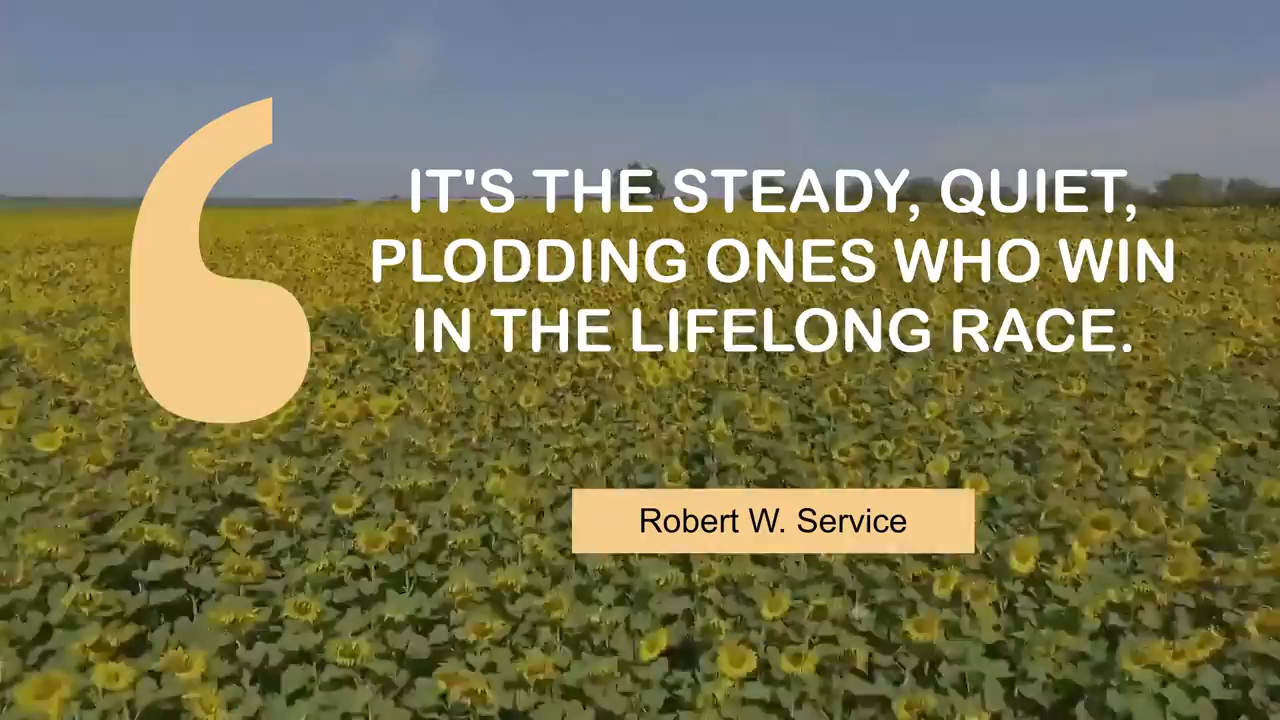 IT'S THE STEADY, QUIET,
PLODDING ONES WHO WIN
IN THE LIFELONG RACE.
Robert W. Service